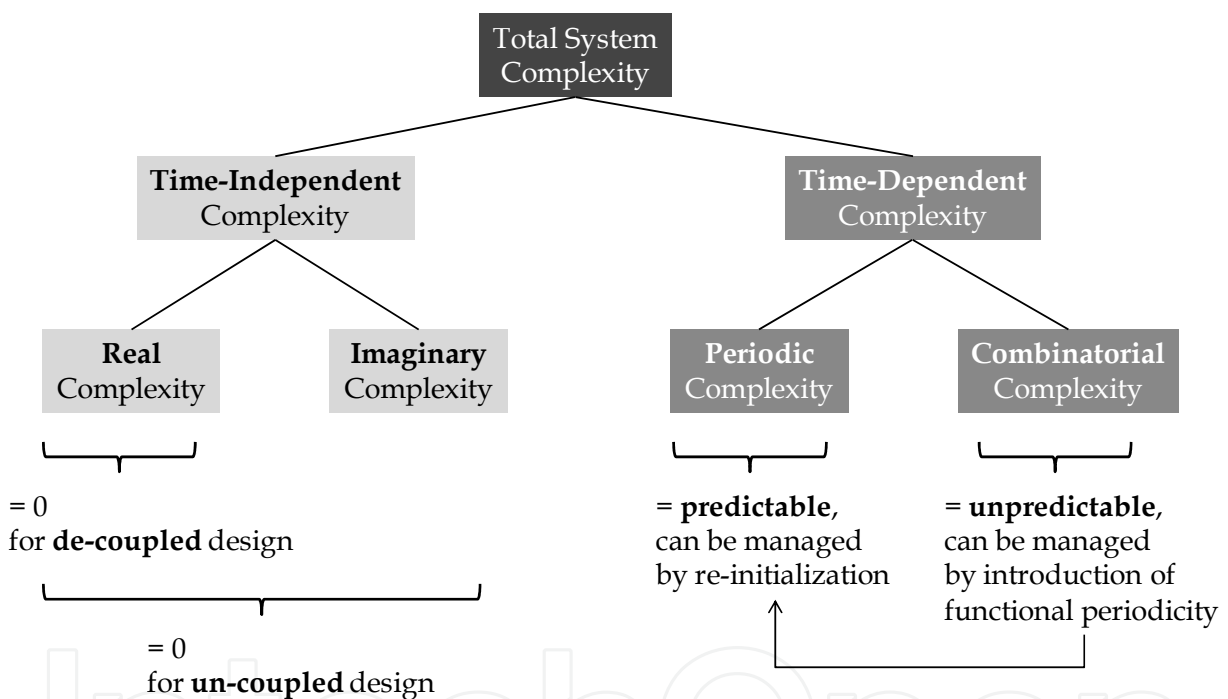 Total System
Complexity
Time-Independent
Complexity
Time-Dependent
Complexity
Real
Complexity
Imaginary
Complexity
Periodic
Complexity
Combinatorial
Complexity
= 0
for de-coupled design
= 0
for un-coupled design
= predictable,
can be managed
by re-initialization
= unpredictable,
can be managed
by introduction of
functional periodicity